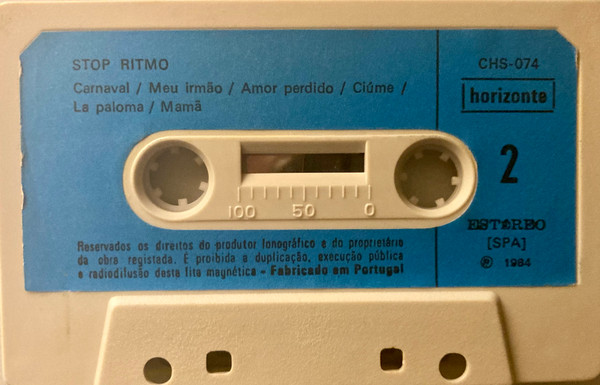 STOP RITMO
Carnaval / Meu irmão / Amor perdido / Ciúme /
La paloma / Mamã
CHS-074
horizonte
2
ESTÉREO
[SPA]
℗ 1984
100 50 0
Reservados os direitos do produtor fonográfico e do proprietário
da obra registada. É proibida a duplicação, execução pública
e radiodifusão desta fita magnética - Fabricado em Portugal